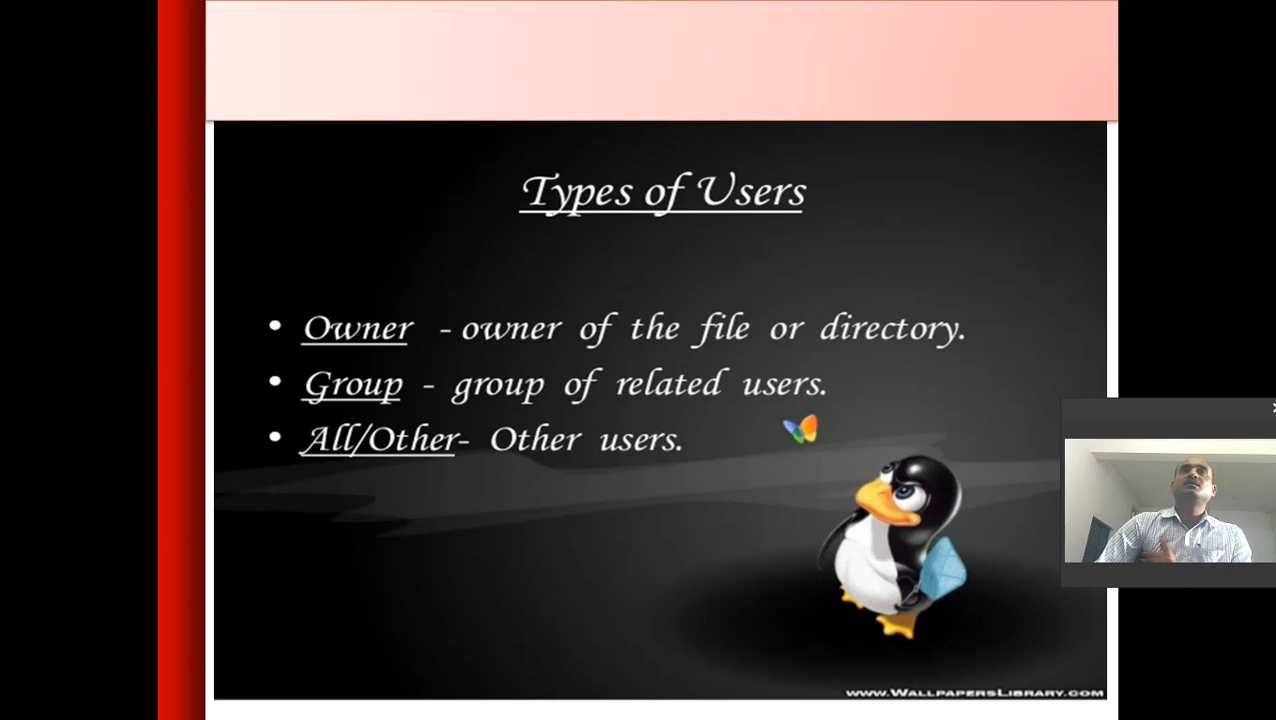 Types of Users
• Owner - owner of the file or directory.
• Group - group of related users.
• All/Other- Other users.
www.WallpapersLibrary.com